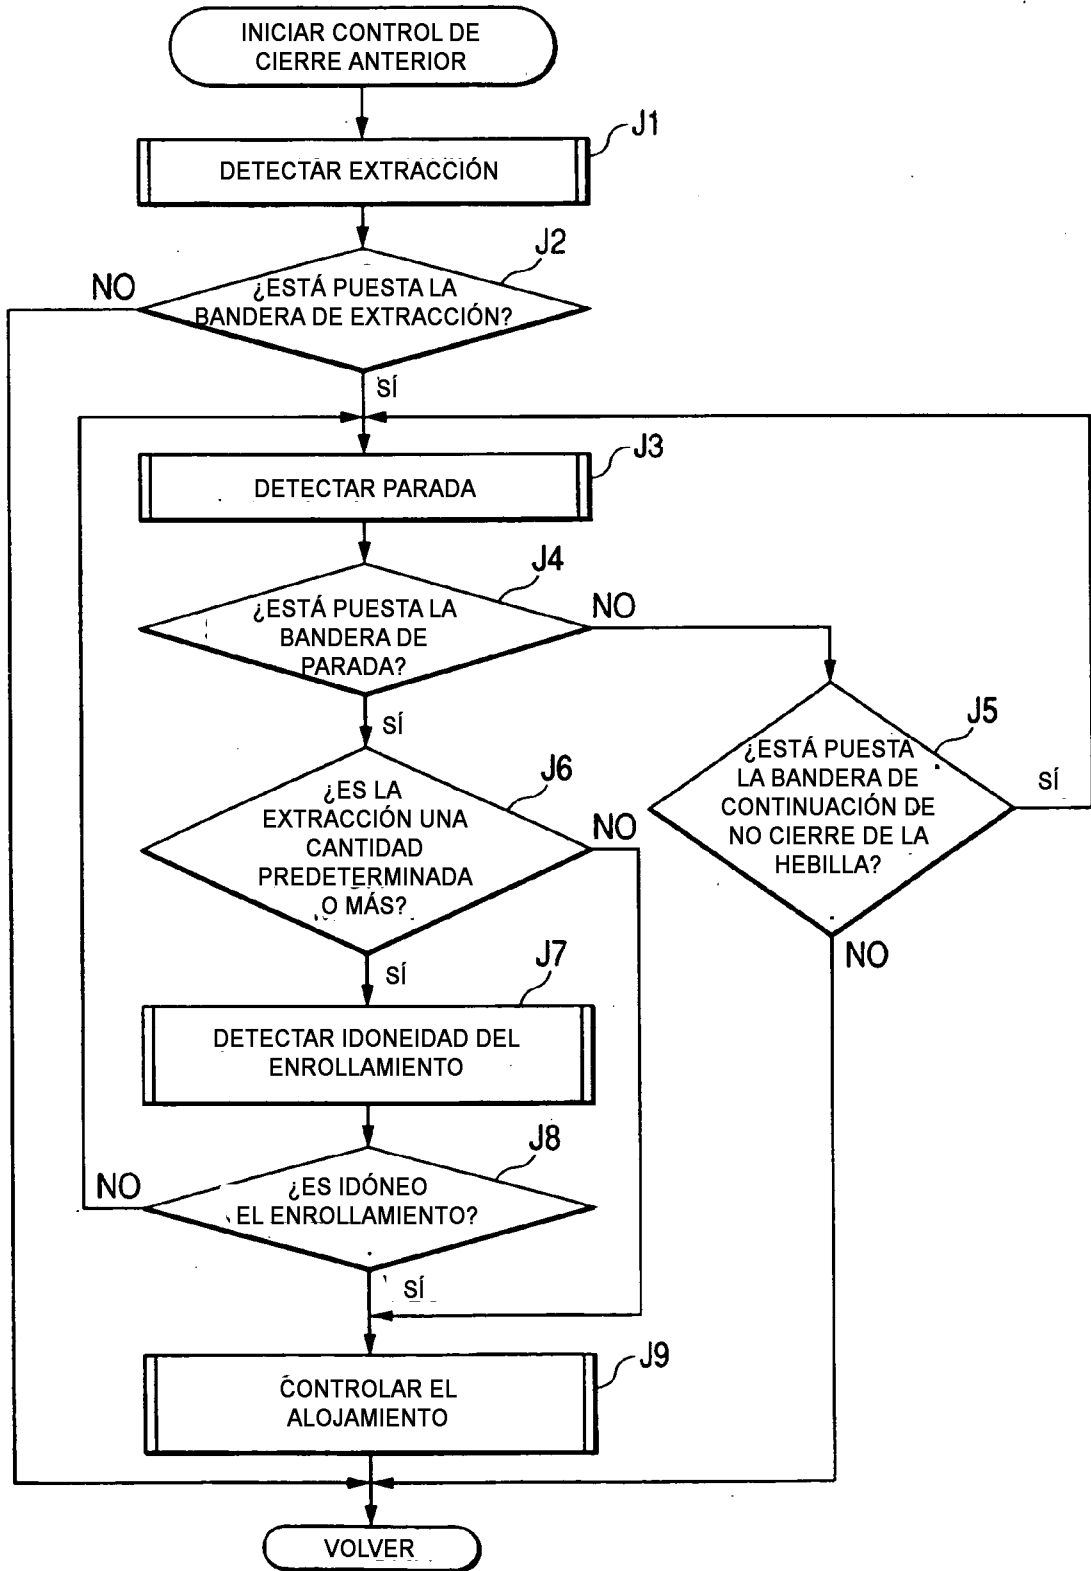 INICIAR CONTROL DE
CIERRE ANTERIOR
J1
DETECTAR EXTRACCIÓN
J2
NO
¿ESTÁ PUESTA LA
BANDERA DE EXTRACCIÓN?
SÍ
J3
DETECTAR PARADA
J4
¿ESTÁ PUESTA LA
BANDERA DE
PARADA?
NO
SÍ
J5
¿ESTÁ PUESTA
LA BANDERA DE
CONTINUACIÓN DE
NO CIERRE DE LA
HEBILLA?
SÍ
NO
J6
¿ES LA
EXTRACCIÓN UNA
CANTIDAD
PREDETERMINADA
O MÁS?
NO
SÍ
J7
DETECTAR IDONEIDAD DEL
ENROLLAMIENTO
J8
NO
¿ES IDÓNEO
EL ENROLLAMIENTO?
SÍ
J9
CONTROLAR EL
ALOJAMIENTO
VOLVER